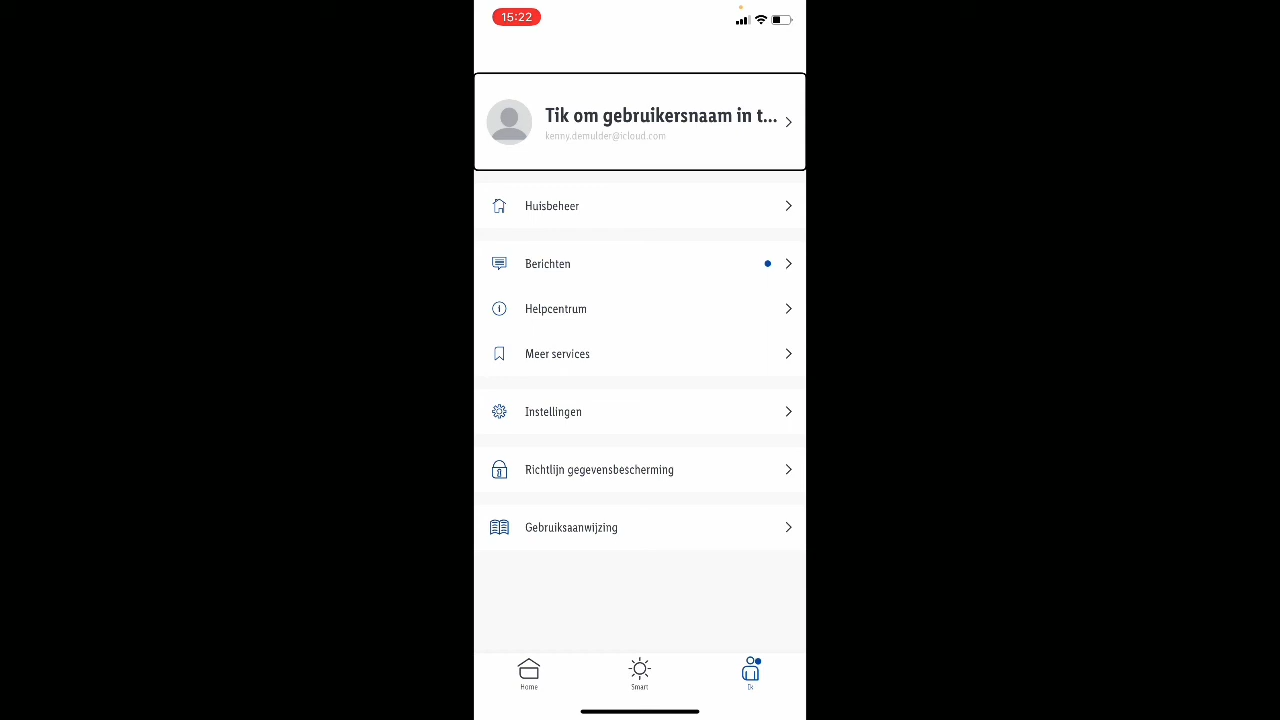 15:22
Tik om gebruikersnaam in t...
kenny.demulder@icloud.com
Huisbeheer
Berichten
Helpcentrum
Meer services
Instellingen
Richtlijn gegevensbescherming
Gebruiksaanwijzing
Home
Smart
Ik